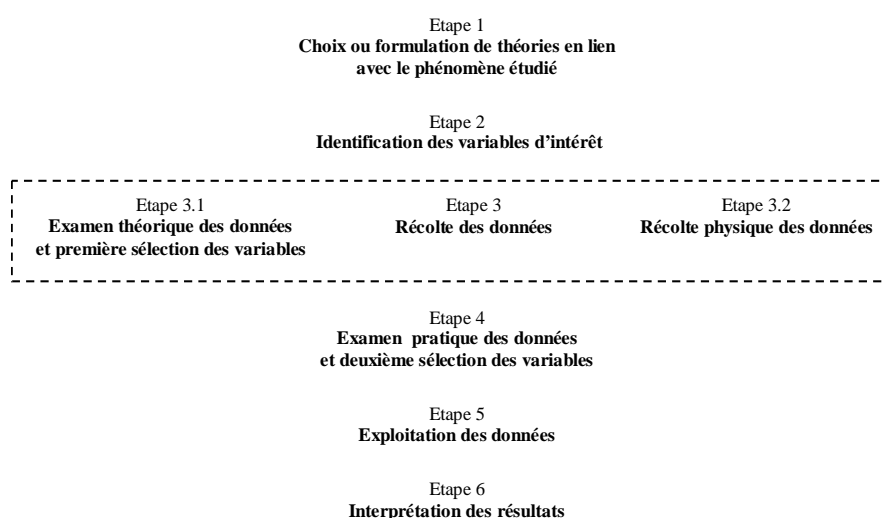 Etape 1
Choix ou formulation de théories en lien
avec le phénomène étudié
Etape 2
Identification des variables d'intérêt
Etape 3.1
Examen théorique des données
et première sélection des variables
Etape 3
Récolte des données
Etape 3.2
Récolte physique des données
Etape 4
Examen pratique des données
et deuxième sélection des variables
Etape 5
Exploitation des données
Etape 6
Interprétation des résultats